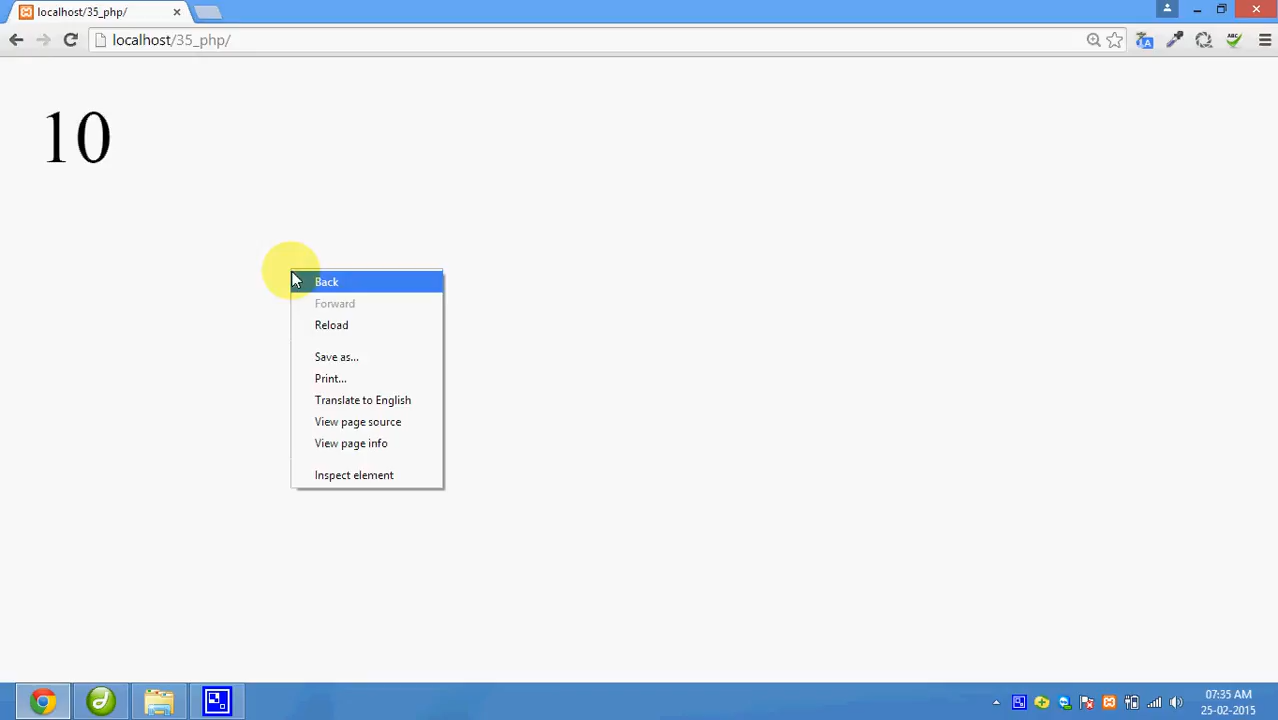 localhost/35_php/
localhost/35_php/
10
Back
Forward
Reload
Save as...
Print...
Translate to English
View page source
View page info
Inspect element
ABC
07:35 AM
25-02-2015